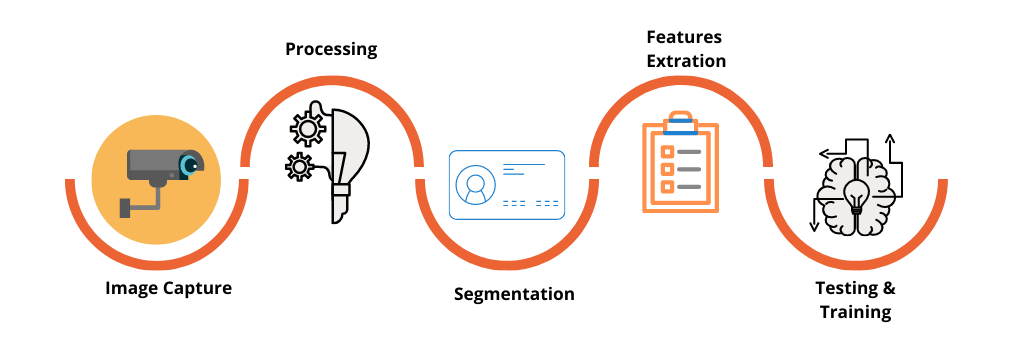 Processing
Features
Extration
Image Capture
Segmentation
Testing &
Training